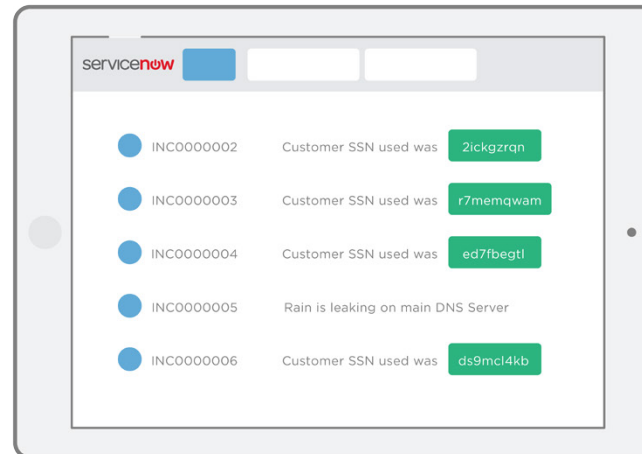 servicenow
INC0000002 Customer SSN used was 2ickgzrqn
INC0000003 Customer SSN used was r7memqwam
INC0000004 Customer SSN used was ed7fbegtl
INC0000005 Rain is leaking on main DNS Server
INC0000006 Customer SSN used was ds9mcl4kb